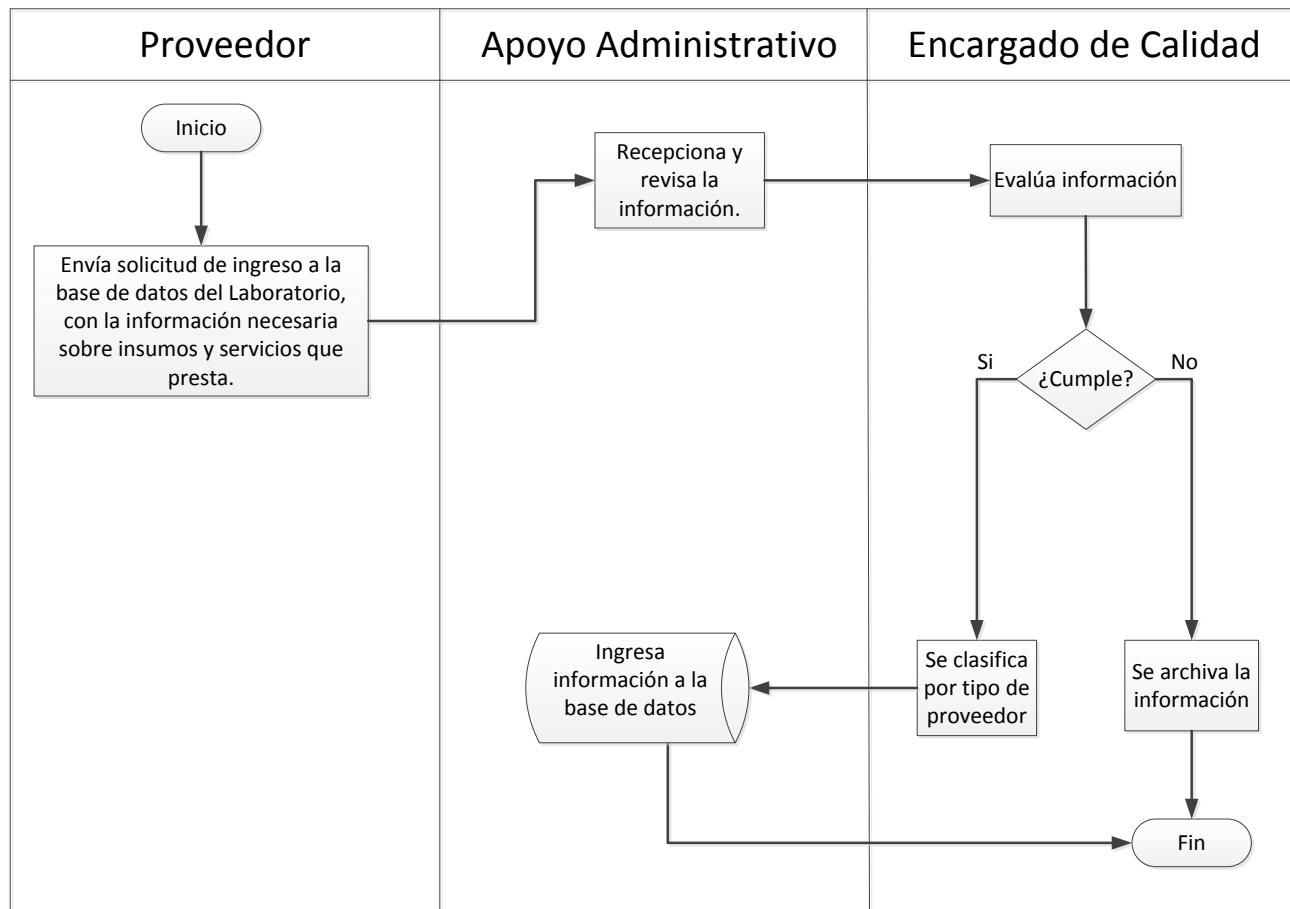 Proveedor
Apoyo Administrativo
Encargado de Calidad
Inicio
Envía solicitud de ingreso a la
base de datos del Laboratorio,
con la información necesaria
sobre insumos y servicios que
presta.
Recepciona y
revisa la
información.
Evalúa información
¿Cumple?
Si
No
Se clasifica
por tipo de
proveedor
Se archiva la
información
Ingresa
información a la
base de datos
Fin